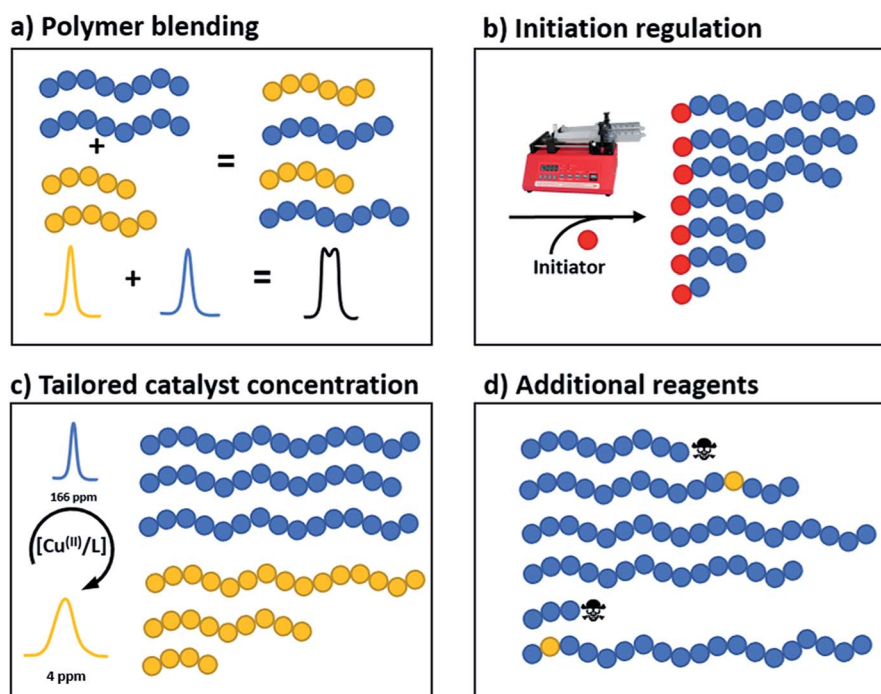 a) Polymer blending
+
=
+
=
b) Initiation regulation
Initiator
c) Tailored catalyst concentration
166 ppm
[Cu(II)/L]
4 ppm
d) Additional reagents